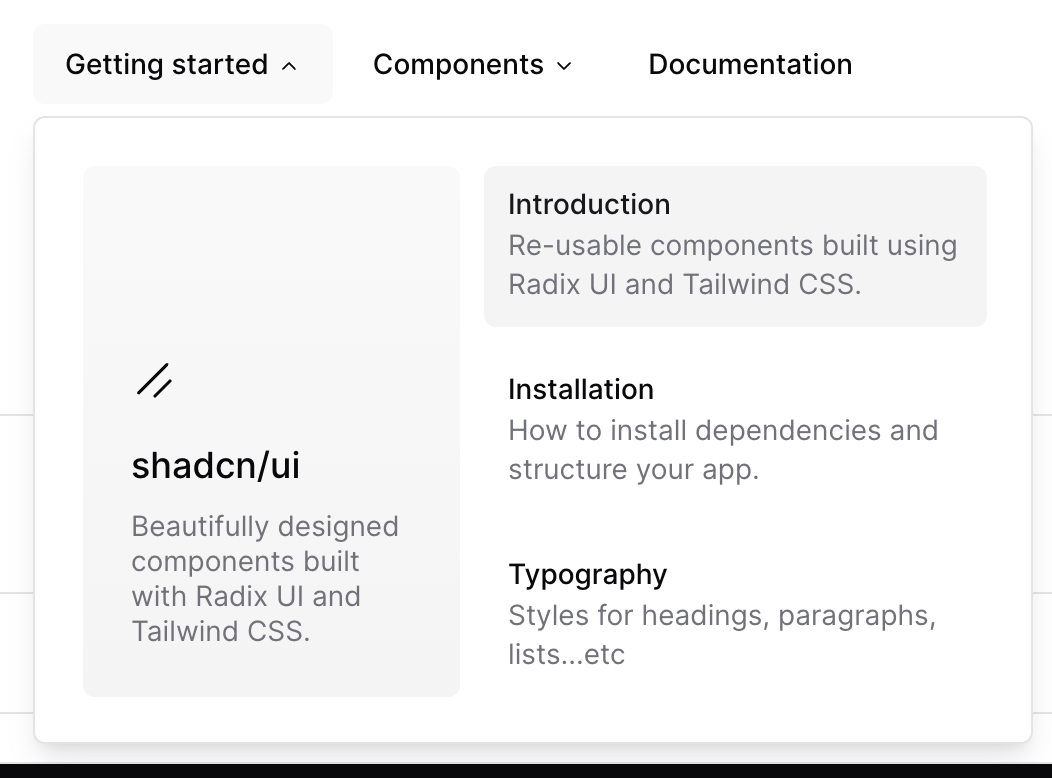 Getting started
Components
Documentation
shadcn/ui
Beautifully designed
components built
with Radix UI and
Tailwind CSS.
Introduction
Re-usable components built using
Radix UI and Tailwind CSS.
Installation
How to install dependencies and
structure your app.
Typography
Styles for headings, paragraphs,
lists...etc